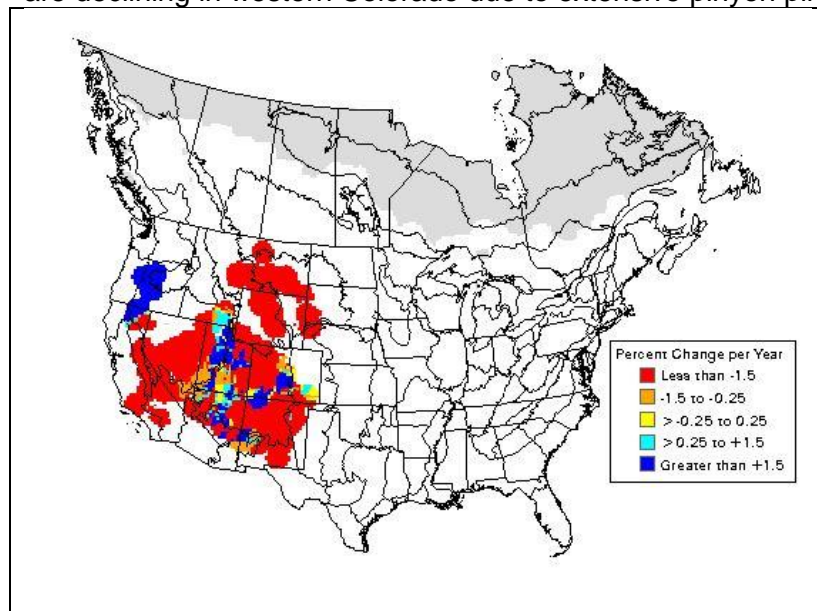 are declining in western Colorado due to extensive pinyon
Percent Change per Year
Less than -1.5
-1.5 to -0.25
> -0.25 to 0.25
> 0.25 to +1.5
Greater than +1.5